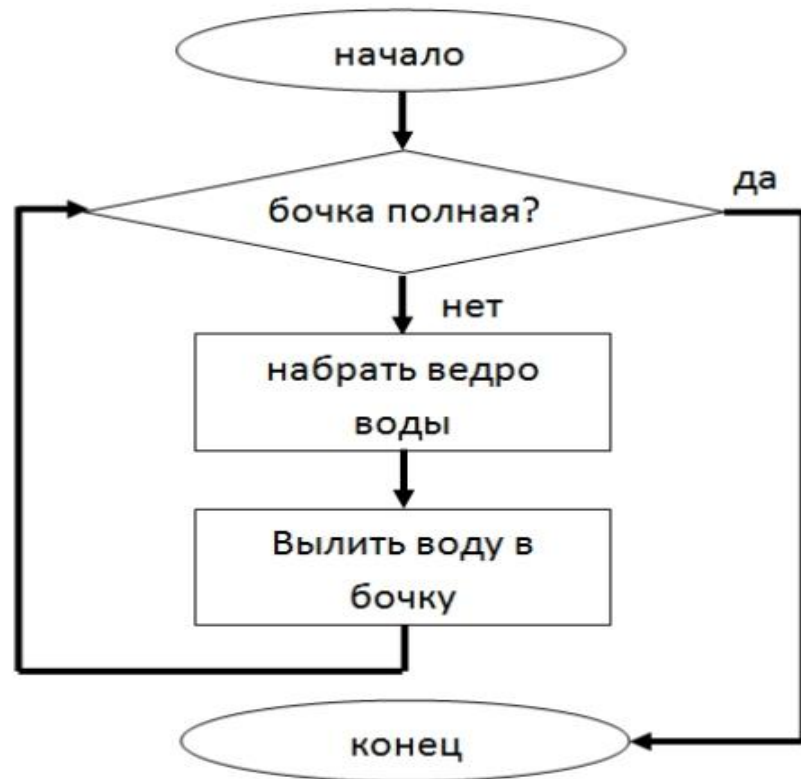 начало
да
бочка полная?
нет
набрать ведро
воды
Вылить воду в
бочку
конец